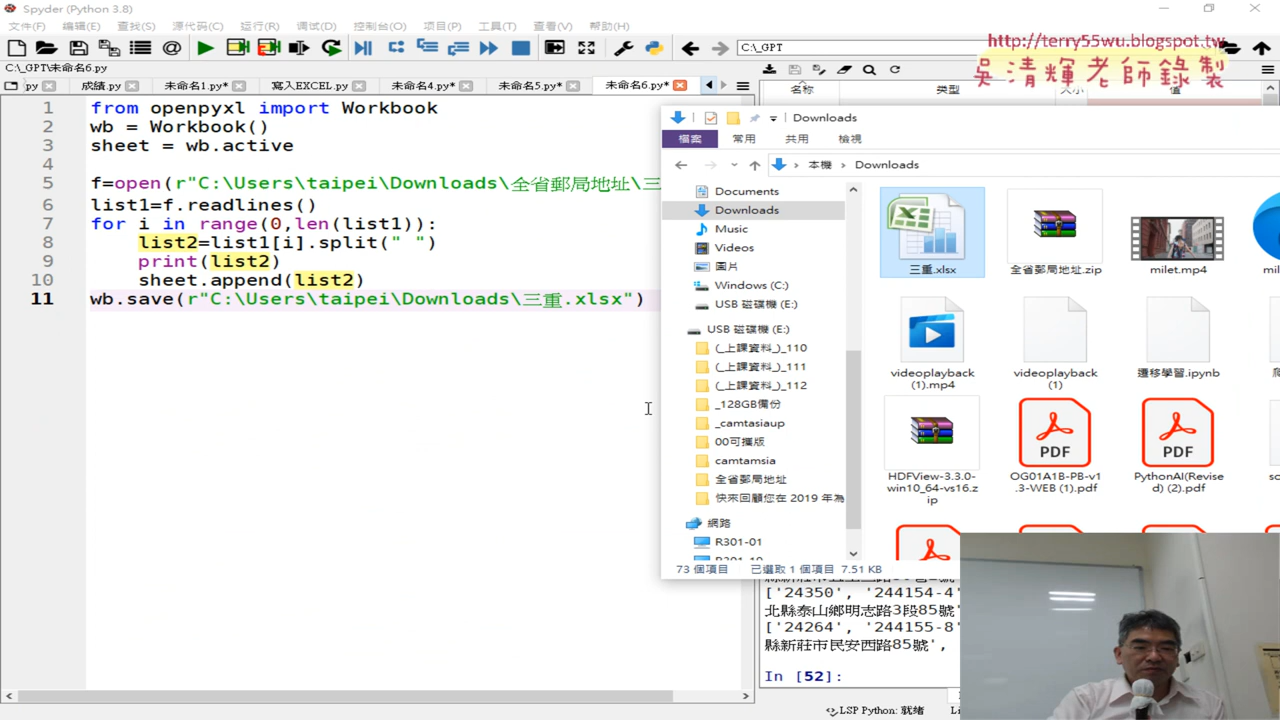 Spyder (Python 3.8)
文件(F) 编辑(E) 查找(S) 源代码(C) 运行(R) 调试(D) 控制台(O) 项目(P) 工具(T) 查看(V) 帮助(H)
C:\_GPT
http://terry55wu.blogspot.tw
吳清輝老師錄製
C:\_GPT\未命名6.py
py 成績.py 未命名1.py* 寫入EXCEL.py 未命名4.py* 未命名5.py* 未命名6.py*
名称 类型 大小 值
1 from openpyxl import Workbook
2 wb = Workbook()
3 sheet = wb.active
4
5 f=open(r"C:\Users\taipei\Downloads\全省郵局地址\三
6 list1=f.readlines()
7 for i in range(0,len(list1)):
8 list2=list1[i].split(" ")
9 print(list2)
10 sheet.append(list2)
11 wb.save(r"C:\Users\taipei\Downloads\三重.xlsx")
Downloads
檔案 常用 共用 檢視
本機 Downloads
Documents
Downloads
Music
Videos
圖片
Windows (C:)
USB 磁碟機 (E:)
USB 磁碟機 (E:)
(_上課資料_)_110
(_上課資料_)_111
(_上課資料_)_112
_128GB備份
_camtasiaup
00可攜版
camtamsia
全省郵局地址
快來回顧您在 2019 年為
網路
R301-01
三重.xlsx
全省郵局地址.zip
milet.mp4
mil
videoplayback (1).mp4
videoplayback (1)
遷移學習.ipynb
HDFView-3.3.0-win10_64-vs16.zip
PDF
OG01A1B-PB-v1.3-WEB (1).pdf
PDF
PythonAI(Revised) (2).pdf
73 個項目 已選取 1 個項目 7.51 KB
['24350', '244154-4'
北縣泰山鄉明志路3段85號'
['24264', '244155-8'
縣新莊市民安西路85號',
In [52]:
LSP Python: 就绪